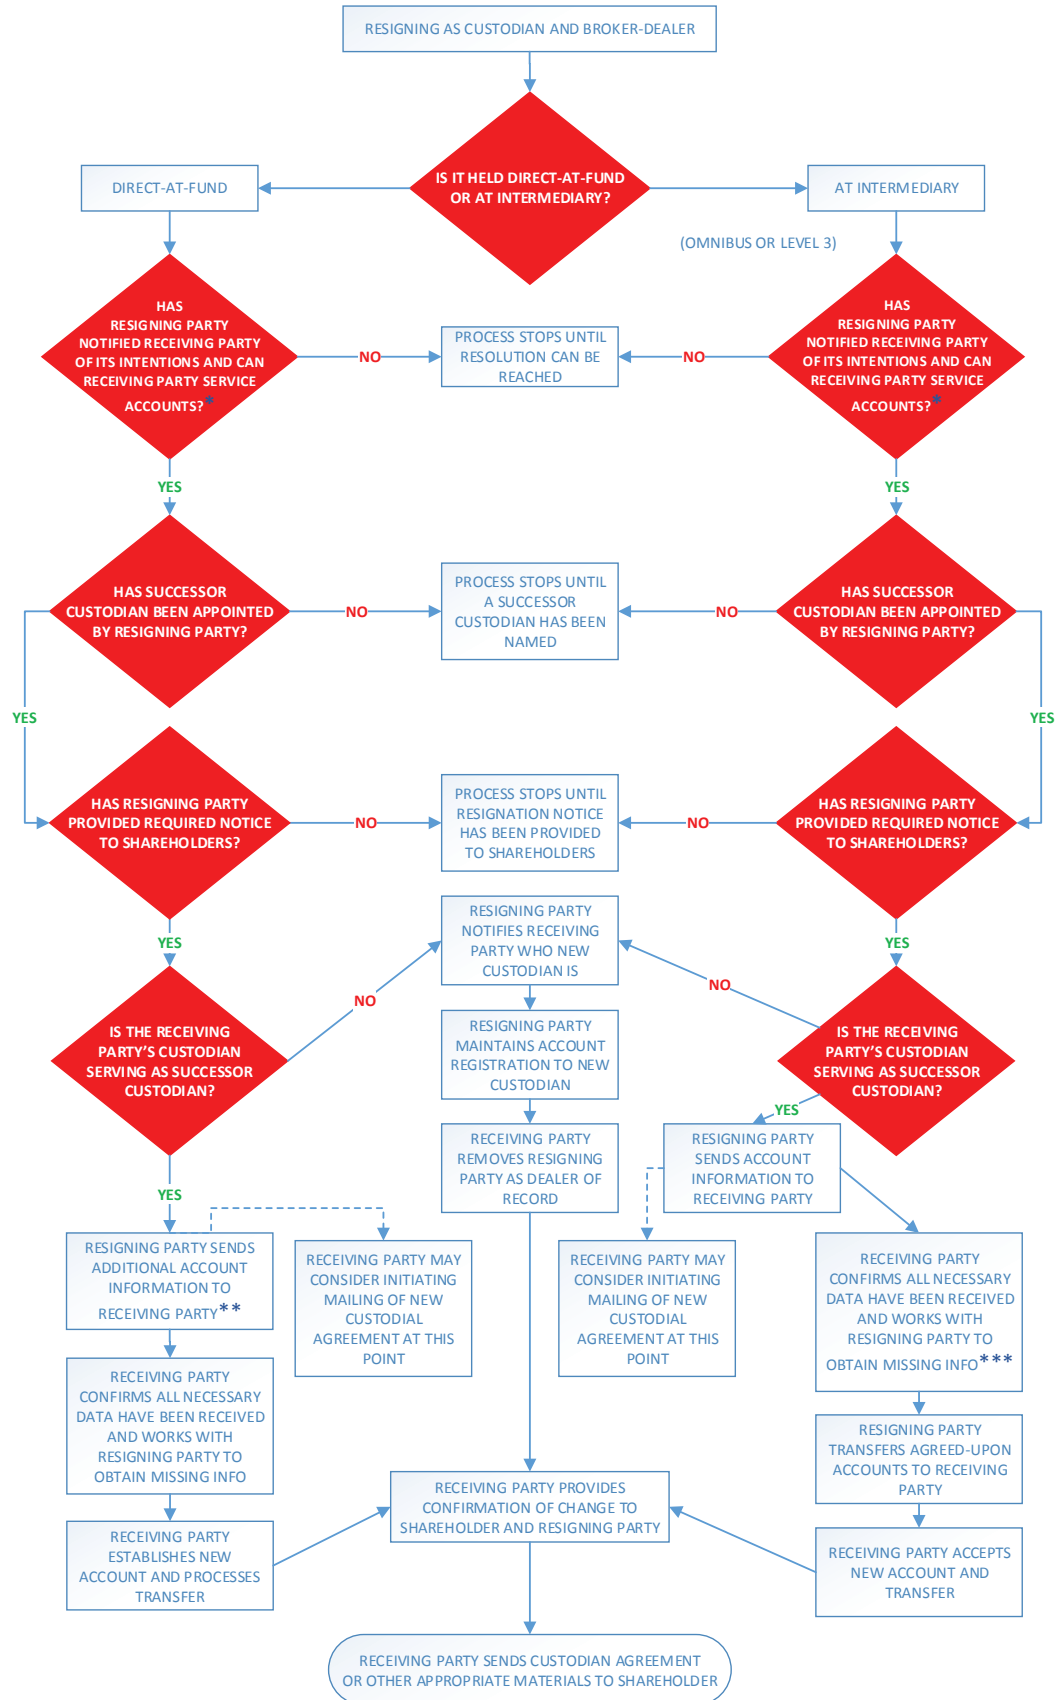 RESIGNING AS CUSTODIAN AND BROKER-DEALER
IS IT HELD DIRECT-AT-FUND
OR AT INTERMEDIARY?
DIRECT-AT-FUND
AT INTERMEDIARY
(OMNIBUS OR LEVEL 3)
HAS
RESIGNING PARTY
NOTIFIED RECEIVING PARTY
OF ITS INTENTIONS AND CAN
RECEIVING PARTY SERVICE
ACCOUNTS?*
NO
PROCESS STOPS UNTIL
RESOLUTION CAN BE
REACHED
NO
HAS
RESIGNING PARTY
NOTIFIED RECEIVING PARTY
OF ITS INTENTIONS AND CAN
RECEIVING PARTY SERVICE
ACCOUNTS?*
YES
YES
HAS SUCCESSOR
CUSTODIAN BEEN APPOINTED
BY RESIGNING PARTY?
NO
PROCESS STOPS UNTIL
A SUCCESSOR
CUSTODIAN HAS BEEN
NAMED
NO
HAS SUCCESSOR
CUSTODIAN BEEN APPOINTED
BY RESIGNING PARTY?
YES
YES
HAS RESIGNING PARTY
PROVIDED REQUIRED NOTICE
TO SHAREHOLDERS?
NO
PROCESS STOPS UNTIL
RESIGNATION NOTICE
HAS BEEN PROVIDED
TO SHAREHOLDERS
NO
HAS RESIGNING PARTY
PROVIDED REQUIRED NOTICE
TO SHAREHOLDERS?
YES
YES
RESIGNING PARTY
NOTIFIES RECEIVING
PARTY WHO NEW
CUSTODIAN IS
NO
NO
IS THE RECEIVING
PARTY'S CUSTODIAN
SERVING AS SUCCESSOR
CUSTODIAN?
RESIGNING PARTY
MAINTAINS ACCOUNT
REGISTRATION TO NEW
CUSTODIAN
IS THE RECEIVING
PARTY'S CUSTODIAN
SERVING AS SUCCESSOR
CUSTODIAN?
YES
RECEIVING PARTY
REMOVES RESIGNING
PARTY AS DEALER OF
RECORD
RESIGNING PARTY
SENDS ACCOUNT
INFORMATION TO
RECEIVING PARTY
YES
RESIGNING PARTY SENDS
ADDITIONAL ACCOUNT
INFORMATION TO
RECEIVING PARTY**
RECEIVING PARTY MAY
CONSIDER INITIATING
MAILING OF NEW
CUSTODIAL
AGREEMENT AT THIS
POINT
RECEIVING PARTY MAY
CONSIDER INITIATING
MAILING OF NEW
CUSTODIAL
AGREEMENT AT THIS
POINT
RECEIVING PARTY
CONFIRMS ALL NECESSARY
DATA HAVE BEEN RECEIVED
AND WORKS WITH
RESIGNING PARTY TO
OBTAIN MISSING INFO***
RECEIVING PARTY
CONFIRMS ALL NECESSARY
DATA HAVE BEEN RECEIVED
AND WORKS WITH
RESIGNING PARTY TO
OBTAIN MISSING INFO
RESIGNING PARTY
TRANSFERS AGREED-UPON
ACCOUNTS TO RECEIVING
PARTY
RECEIVING PARTY PROVIDES
CONFIRMATION OF CHANGE TO
SHAREHOLDER AND RESIGNING PARTY
RECEIVING PARTY
ESTABLISHES NEW
ACCOUNT AND PROCESSES
TRANSFER
RECEIVING PARTY ACCEPTS
NEW ACCOUNT AND
TRANSFER
RECEIVING PARTY SENDS CUSTODIAN AGREEMENT
OR OTHER APPROPRIATE MATERIALS TO SHAREHOLDER